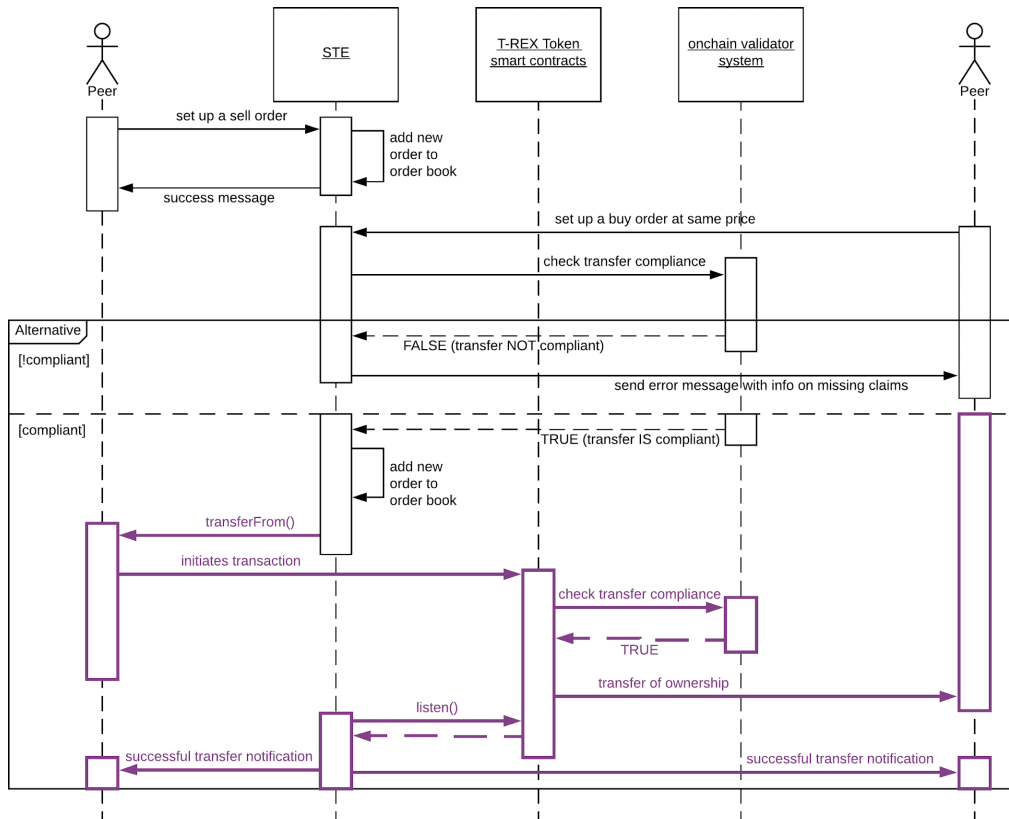 Peer
STE
T-REX Token
smart contracts
onchain validator
system
Peer
set up a sell order
add new
order to
order book
success message
set up a buy order at same price
check transfer compliance
Alternative
[!compliant]
FALSE (transfer NOT compliant)
send error message with info on missing claims
[compliant]
TRUE (transfer IS compliant)
add new
order to
order book
transferFrom()
initiates transaction
check transfer compliance
TRUE
transfer of ownership
listen()
successful transfer notification
successful transfer notification